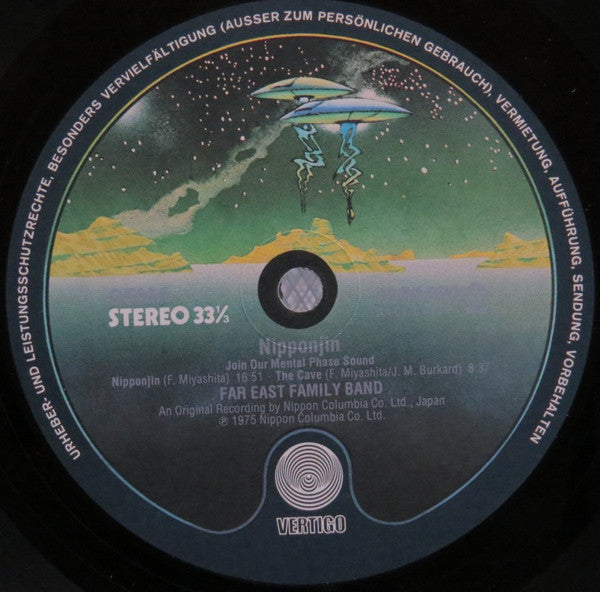 URHEBER- UND LEISTUNGSSCHUTZRECHTE, BESONDERS VERVIELFÄLTIGUNG (AUSSER ZUM PERSÖNLICHEN GEBRAUCH), VERMIETUNG, AUFFÜHRUNG, SENDUNG, VORBEHALTEN
STEREO 33⅓
Nipponjin
Join Our Mental Phase Sound
Nipponjin (F. Miyashita) 16:51 - The Cave (F. Miyashita/J. M. Burkard) 8:37
FAR EAST FAMILY BAND
An Original Recording by Nippon Columbia Co. Ltd., Japan
℗ 1975 Nippon Columbia Co. Ltd.
VERTIGO